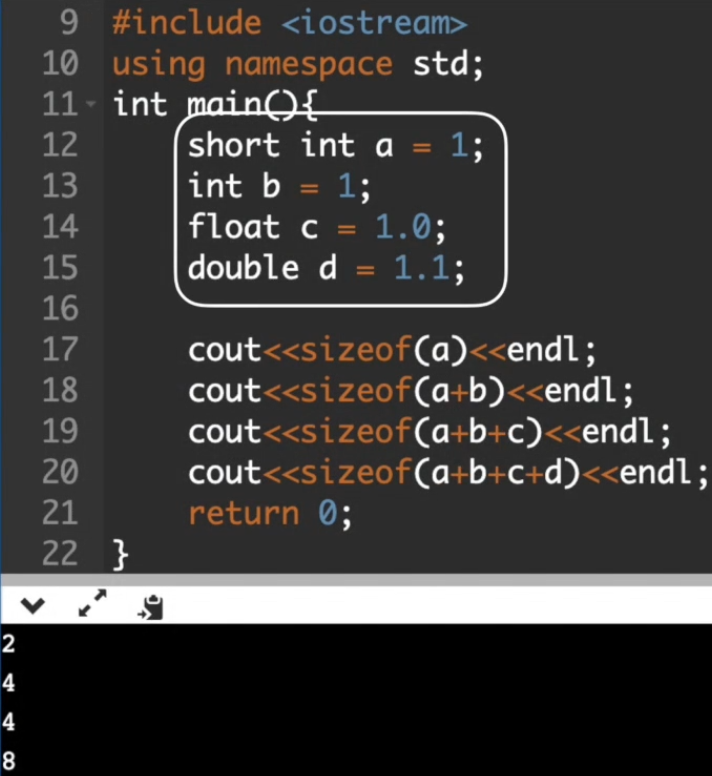 9 #include <iostream>
10 using namespace std;
11 int main(){
12 short int a = 1;
13 int b = 1;
14 float c = 1.0;
15 double d = 1.1;
16
17 cout<<sizeof(a)<<endl;
18 cout<<sizeof(a+b)<<endl;
19 cout<<sizeof(a+b+c)<<endl;
20 cout<<sizeof(a+b+c+d)<<endl;
21 return 0;
22 }
2
4
4
8